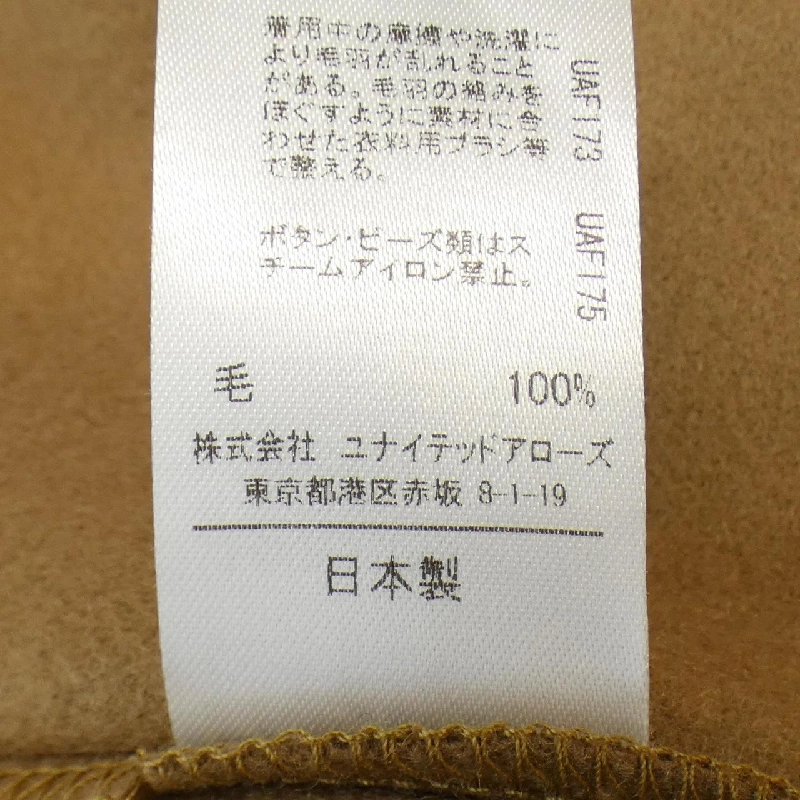 着用中の摩擦や洗濯に
より毛羽が乱れること
がある。毛羽の絡みを
ほぐすように素材に合
わせた衣料用ブラシ等
で整える。
UAF173
UAF175
ボタン・ビーズ類はス
チームアイロン禁止。
毛 100%
株式会社 ユナイテッドアローズ
東京都港区赤坂 8-1-19
日本製